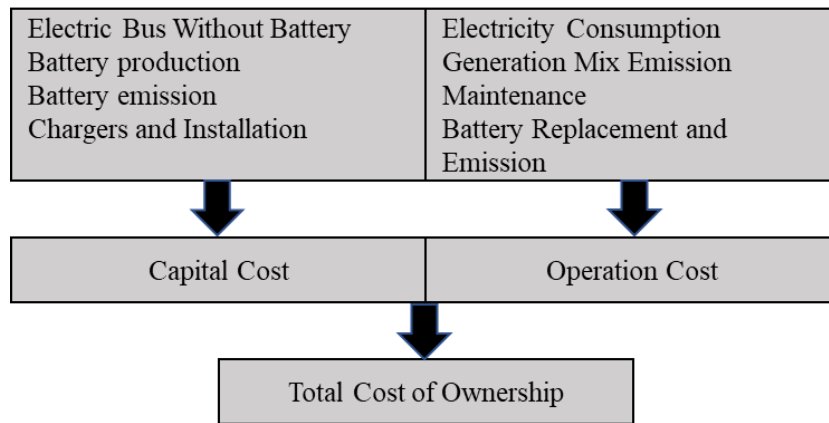 Electric Bus Without Battery
Battery production
Battery emission
Chargers and Installation
Electricity Consumption
Generation Mix Emission
Maintenance
Battery Replacement and
Emission
Capital Cost
Operation Cost
Total Cost of Ownership